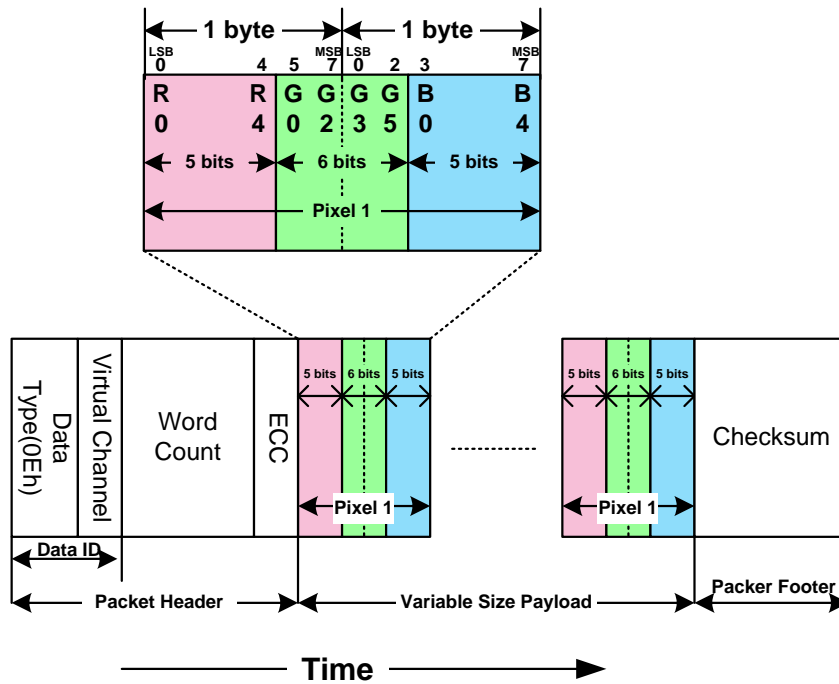 1 byte 1 byte
LSB MSB LSB MSB
0 4 5 7 0 2 3 7
R R G G G G B B
0 4 0 2 3 5 0 4
5 bits 6 bits 5 bits
Pixel 1
Data Type(0Eh)
Virtual Channel
Word Count
ECC
5 bits 6 bits 5 bits
Pixel 1
5 bits 6 bits 5 bits
Pixel 1
Checksum
Data ID
Packet Header Variable Size Payload Packer Footer
Time